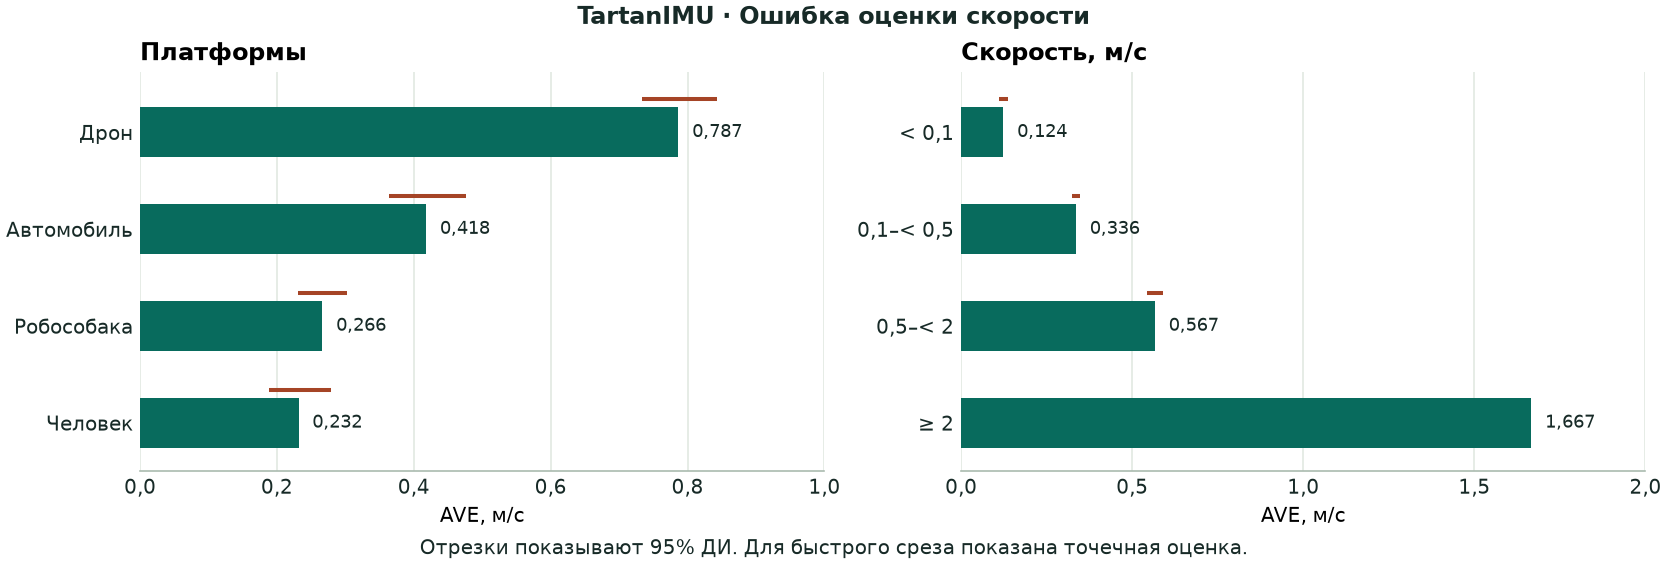 TartanIMU · Ошибка оценки скорости
Платформы
Дрон
0,787
Автомобиль
0,418
Робособака
0,266
Человек
0,232
0,0 0,2 0,4 0,6 0,8 1,0
AVE, м/с
Скорость, м/с
< 0,1
0,124
0,1–< 0,5
0,336
0,5–< 2
0,567
≥ 2
1,667
0,0 0,5 1,0 1,5 2,0
AVE, м/с
Отрезки показывают 95% ДИ. Для быстрого среза показана точечная оценка.